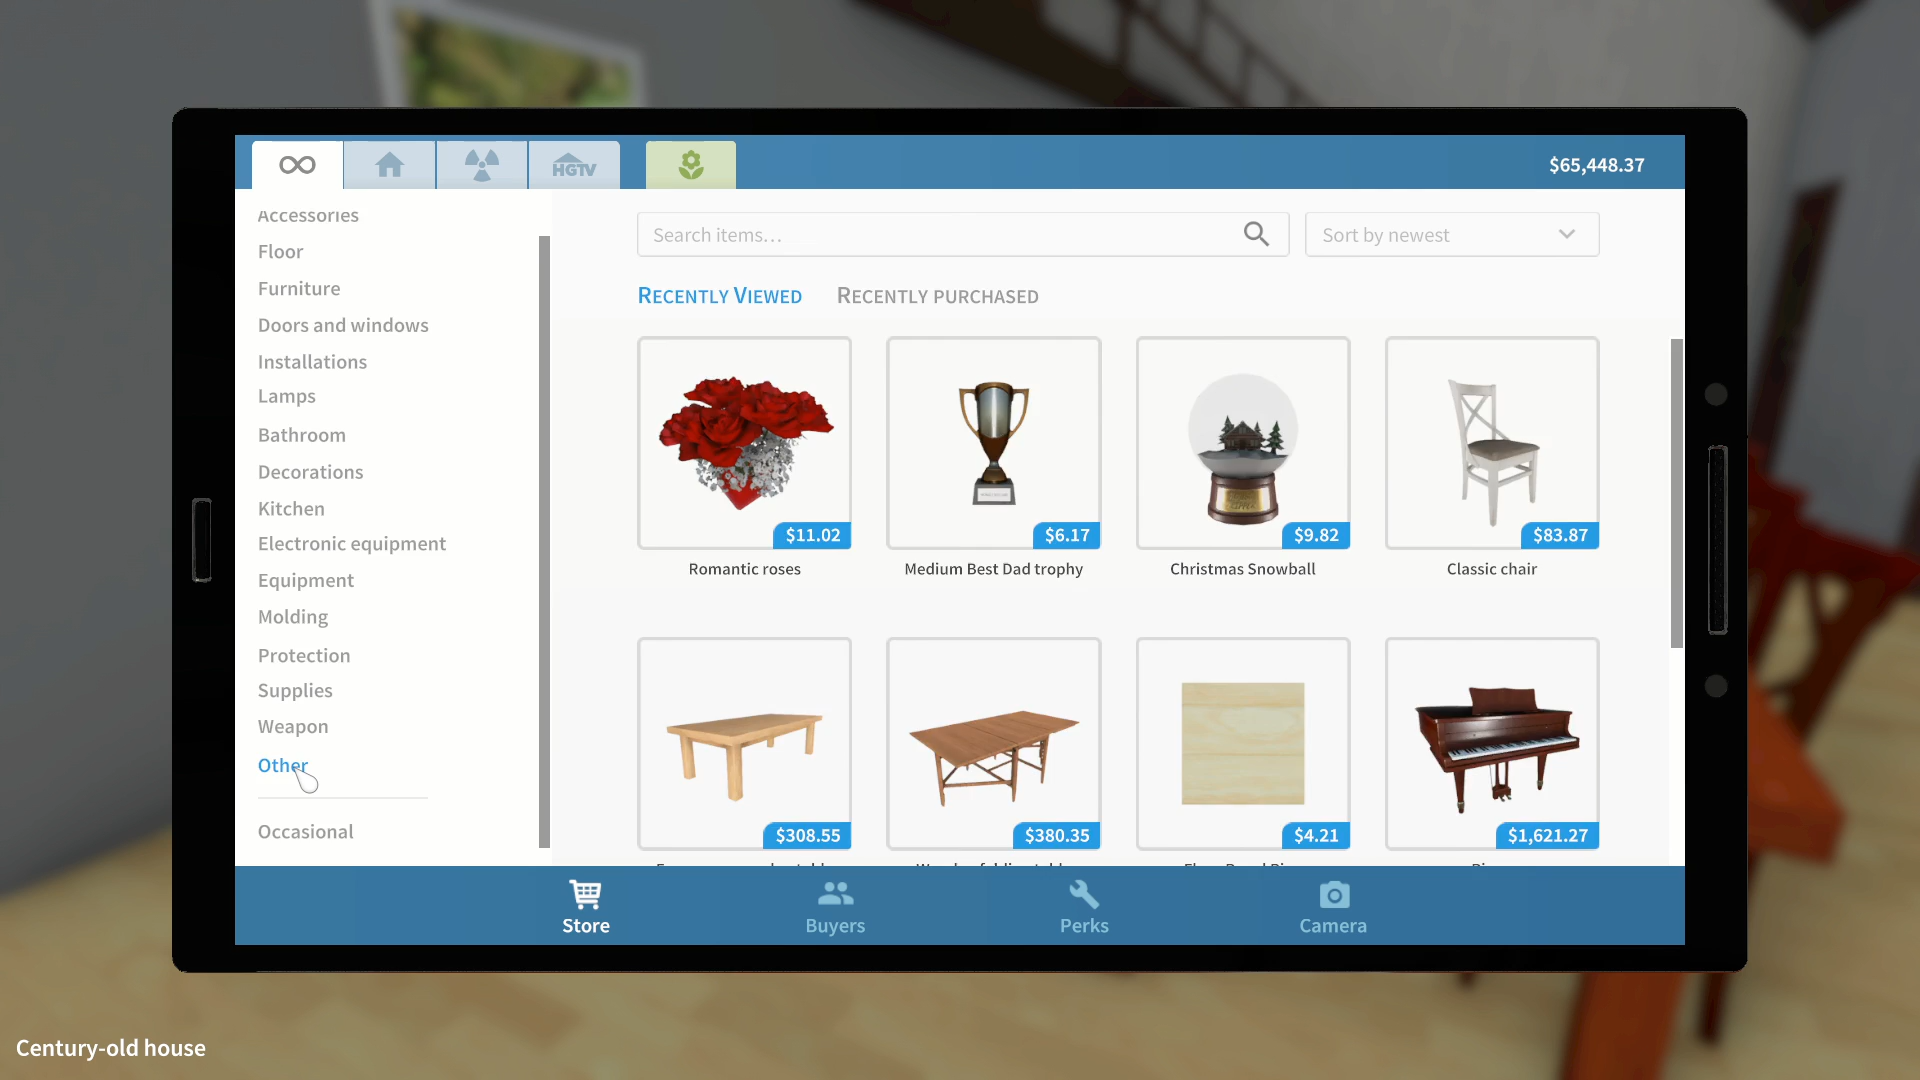 HGTV
$65,448.37
Accessories
Floor
Furniture
Doors and windows
Installations
Lamps
Bathroom
Decorations
Kitchen
Electronic equipment
Equipment
Molding
Protection
Supplies
Weapon
Other
Occasional
Search items...
Sort by newest
RECENTLY VIEWED
RECENTLY PURCHASED
$11.02
$6.17
$9.82
$83.87
Romantic roses
Medium Best Dad trophy
Christmas Snowball
Classic chair
$308.55
$380.35
$4.21
$1,621.27
Store
Buyers
Perks
Camera
Century-old house